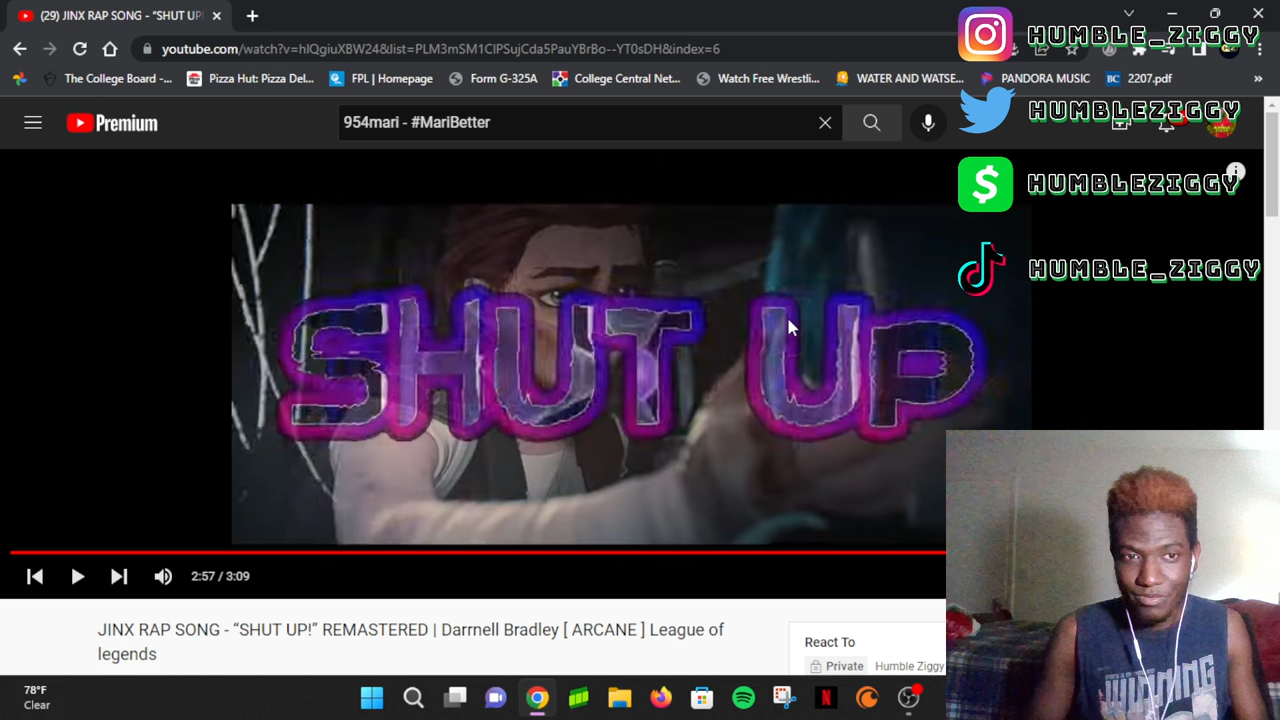 (29) JINX RAP SONG - “SHUT UP!
youtube.com/watch?v=hIQgiuXBW24&list=PLM3mSM1ClPSujCda5PauYBrBo--YT0sDH&index=6
HUMBLE_ZIGGY
The College Board -...
Pizza Hut: Pizza Del...
FPL | Homepage
Form G-325A
College Central Net...
Watch Free Wrestli...
WATER AND WATSE...
PANDORA MUSIC
BC 2207.pdf
»
HUMBLEZIGGY
Premium
954mari - #MariBetter
HUMBLEZIGGY
HUMBLE_ZIGGY
SHUT UP
2:57 / 3:09
JINX RAP SONG - “SHUT UP!” REMASTERED | Darrnell Bradley [ ARCANE ] League of
legends
React To
Private Humble Ziggy
78°F
Clear